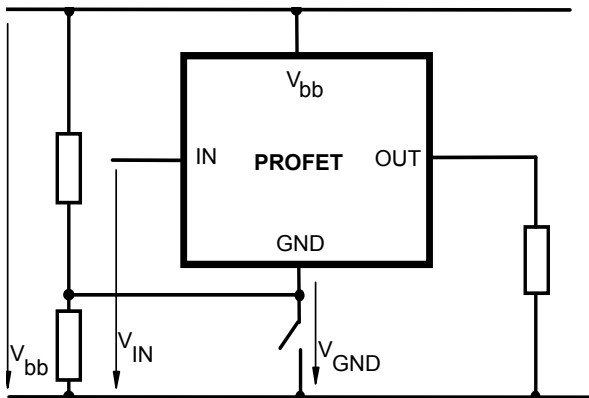 Vbb
IN
PROFET
OUT
GND
Vbb
VIN
VGND